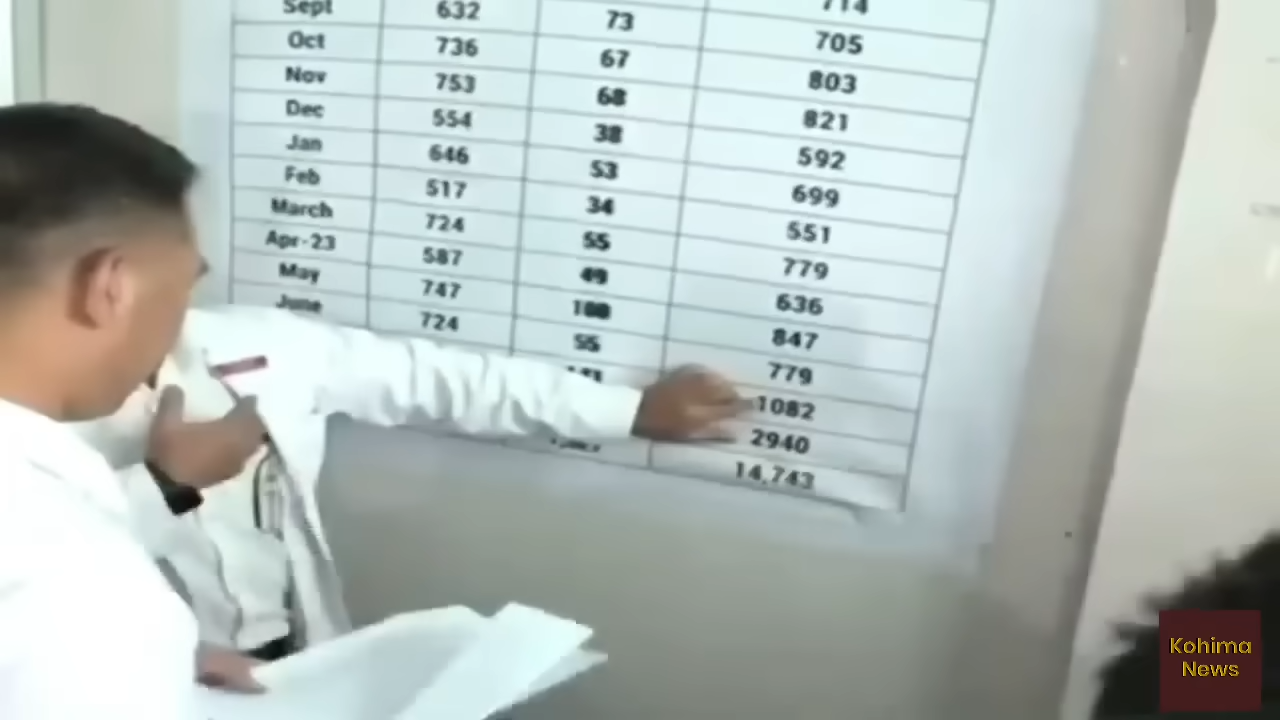 714
Sept 632 73 705
Oct 736 67 803
Nov 753 68 821
Dec 554 38 592
Jan 646 53 699
Feb 517 34 551
March 724 55 779
Apr-23 587 49 636
May 747 100 847
June 724 55 779
1082
2940
14,743
Kohima
News